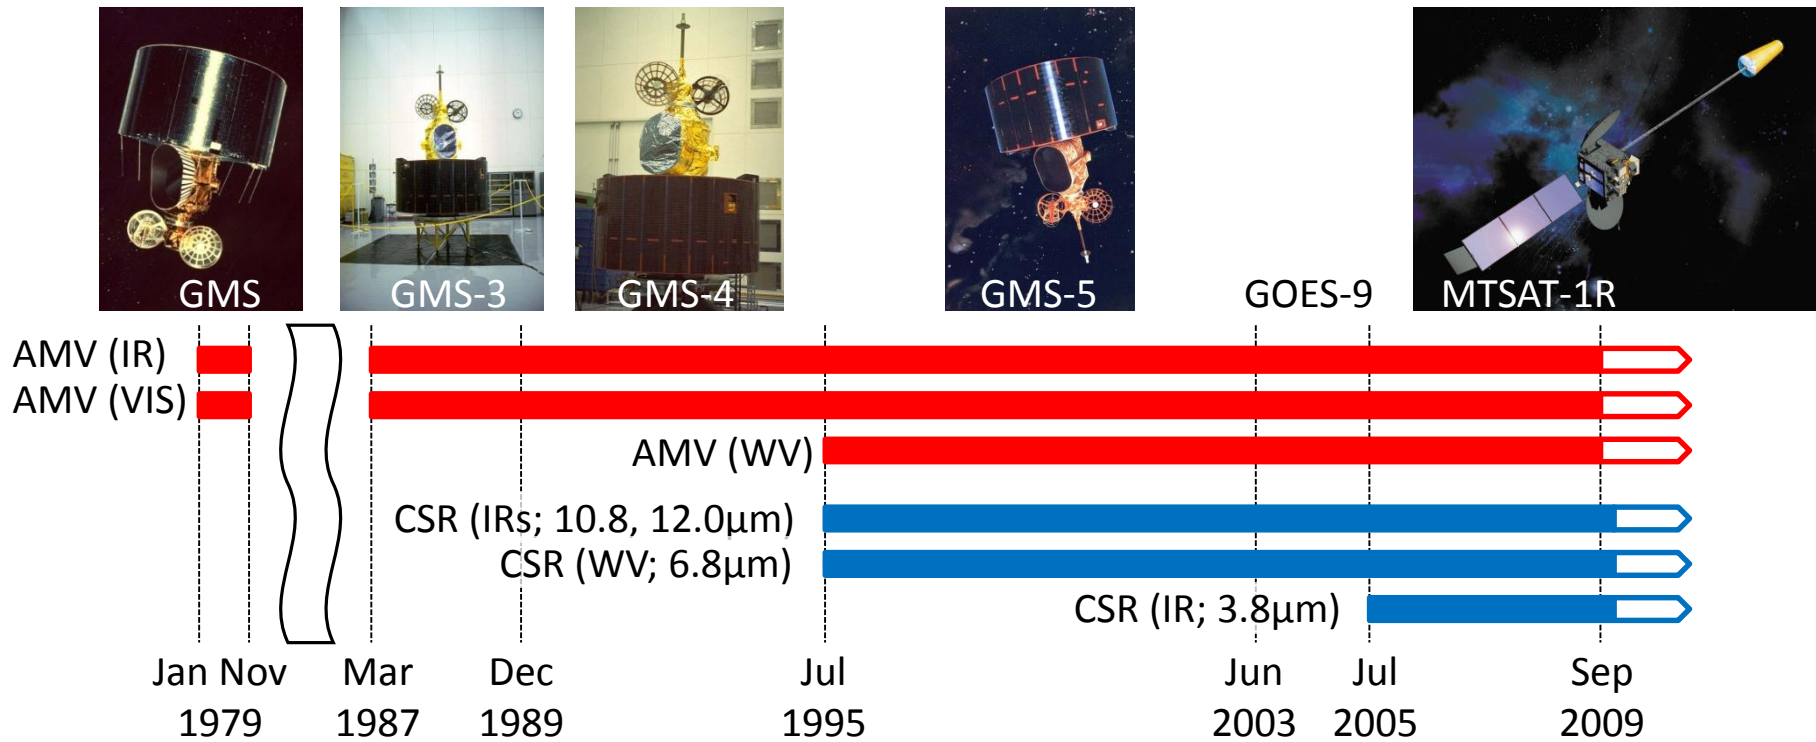 GMS
GMS-3
GMS-4
GMS-5
GOES-9
MTSAT-1R
AMV (IR)
AMV (VIS)
AMV (WV)
CSR (IRs; 10.8, 12.0µm)
CSR (WV; 6.8µm)
CSR (IR; 3.8µm)
Jan Nov Mar Dec Jul Jun Jul Sep
1979 1987 1989 1995 2003 2005 2009